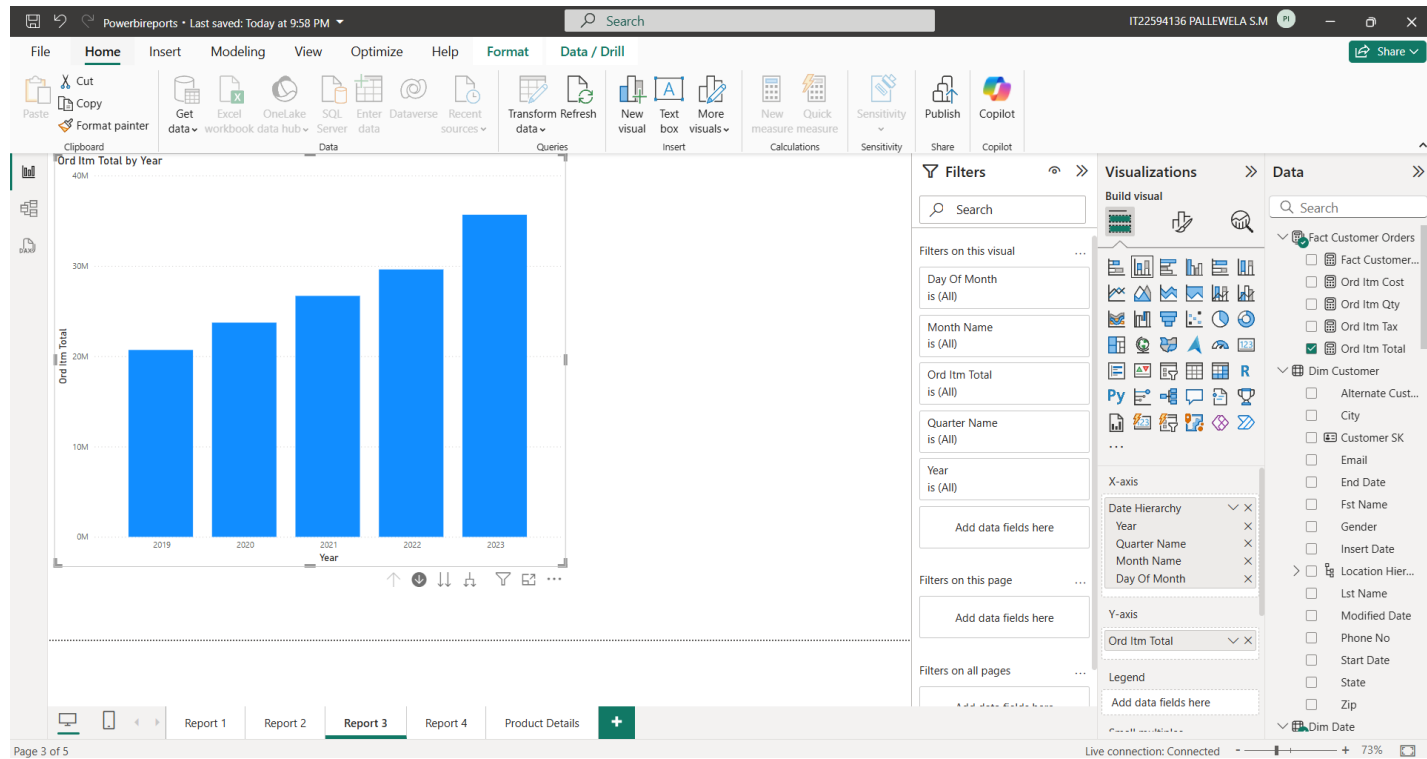 Powerbireports • Last saved: Today at 9:58 PM
Search
IT22594136 PALLEWELA S.M
PI
File Home Insert Modeling View Optimize Help Format Data / Drill
Share
Paste
Cut
Copy
Format painter
Clipboard
Get data
Excel workbook
OneLake data hub
SQL Server
Enter data
Dataverse
Recent sources
Data
Transform data
Refresh
Queries
New visual
Text box
More visuals
Insert
New measure
Quick measure
Calculations
Sensitivity
Sensitivity
Publish
Share
Copilot
Copilot
DAX
Ord Itm Total by Year
40M
30M
20M
10M
0M
Ord Itm Total
2019 2020 2021 2022 2023
Year
Filters
Search
Filters on this visual ...
Day Of Month
is (All)
Month Name
is (All)
Ord Itm Total
is (All)
Quarter Name
is (All)
Year
is (All)
Add data fields here
Filters on this page ...
Add data fields here
Filters on all pages ...
Add data fields here
Visualizations
Build visual
123
R
Py
123
...
X-axis
Date Hierarchy
Year
Quarter Name
Month Name
Day Of Month
Y-axis
Ord Itm Total
Legend
Add data fields here
Small multiples
Data
Search
Fact Customer Orders
Fact Customer...
Ord Itm Cost
Ord Itm Qty
Ord Itm Tax
Ord Itm Total
Dim Customer
Alternate Cust...
City
Customer SK
Email
End Date
Fst Name
Gender
Insert Date
Location Hier...
Lst Name
Modified Date
Phone No
Start Date
State
Zip
Dim Date
Report 1 Report 2 Report 3 Report 4 Product Details +
Page 3 of 5
Live connection: Connected - + 73%